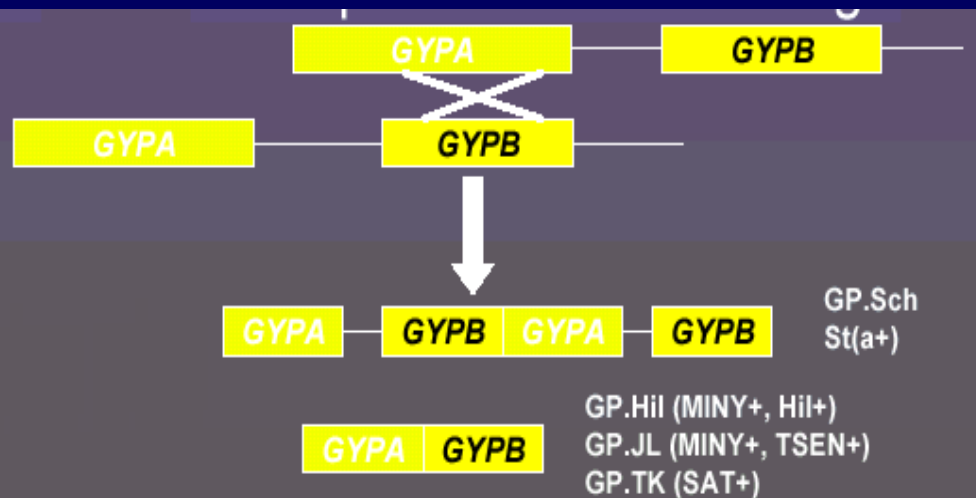 GYPA GYPB
GYPA GYPB
GYPA GYPB GYPA GYPB
GP.Sch
St(a+)
GYPA GYPB
GP.Hil (MINY+, Hil+)
GP.JL (MINY+, TSEN+)
GP.TK (SAT+)